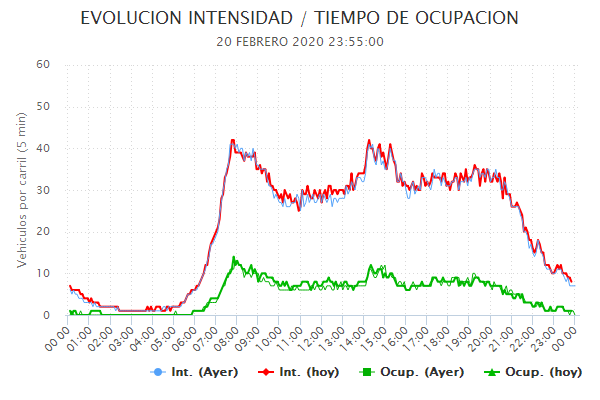 EVOLUCION INTENSIDAD / TIEMPO DE OCUPACION
20 FEBRERO 2020 23:55:00
Vehiculos por carril (5 min)
60
50
40
30
20
10
0
00:00 01:00 02:00 03:00 04:00 05:00 06:00 07:00 08:00 09:00 10:00 11:00 12:00 13:00 14:00 15:00 16:00 17:00 18:00 19:00 20:00 21:00 22:00 23:00 00:00
Int. (Ayer) Int. (hoy) Ocup. (Ayer) Ocup. (hoy)